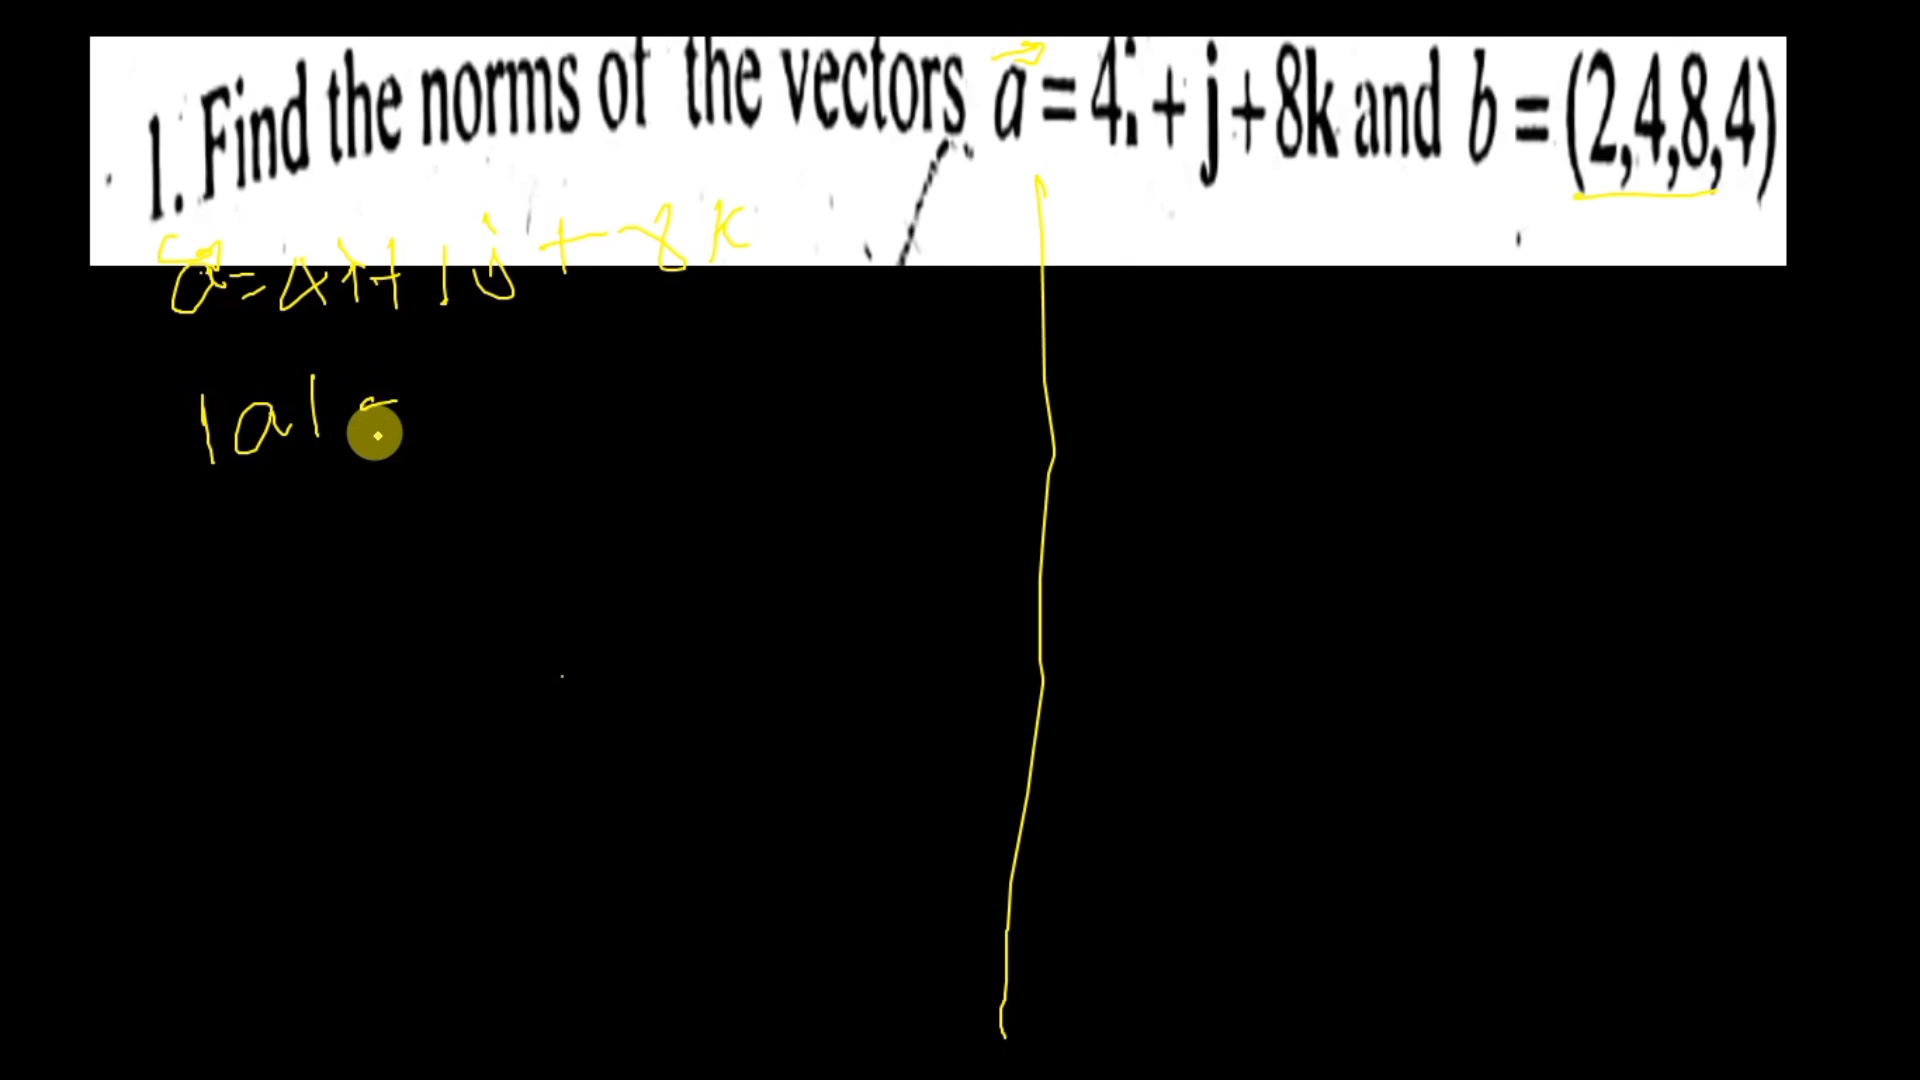 1. Find the norms of the vectors a = 4i + j + 8k and b = (2,4,8,4)
a = 4i + 1j + 8k
|a| =